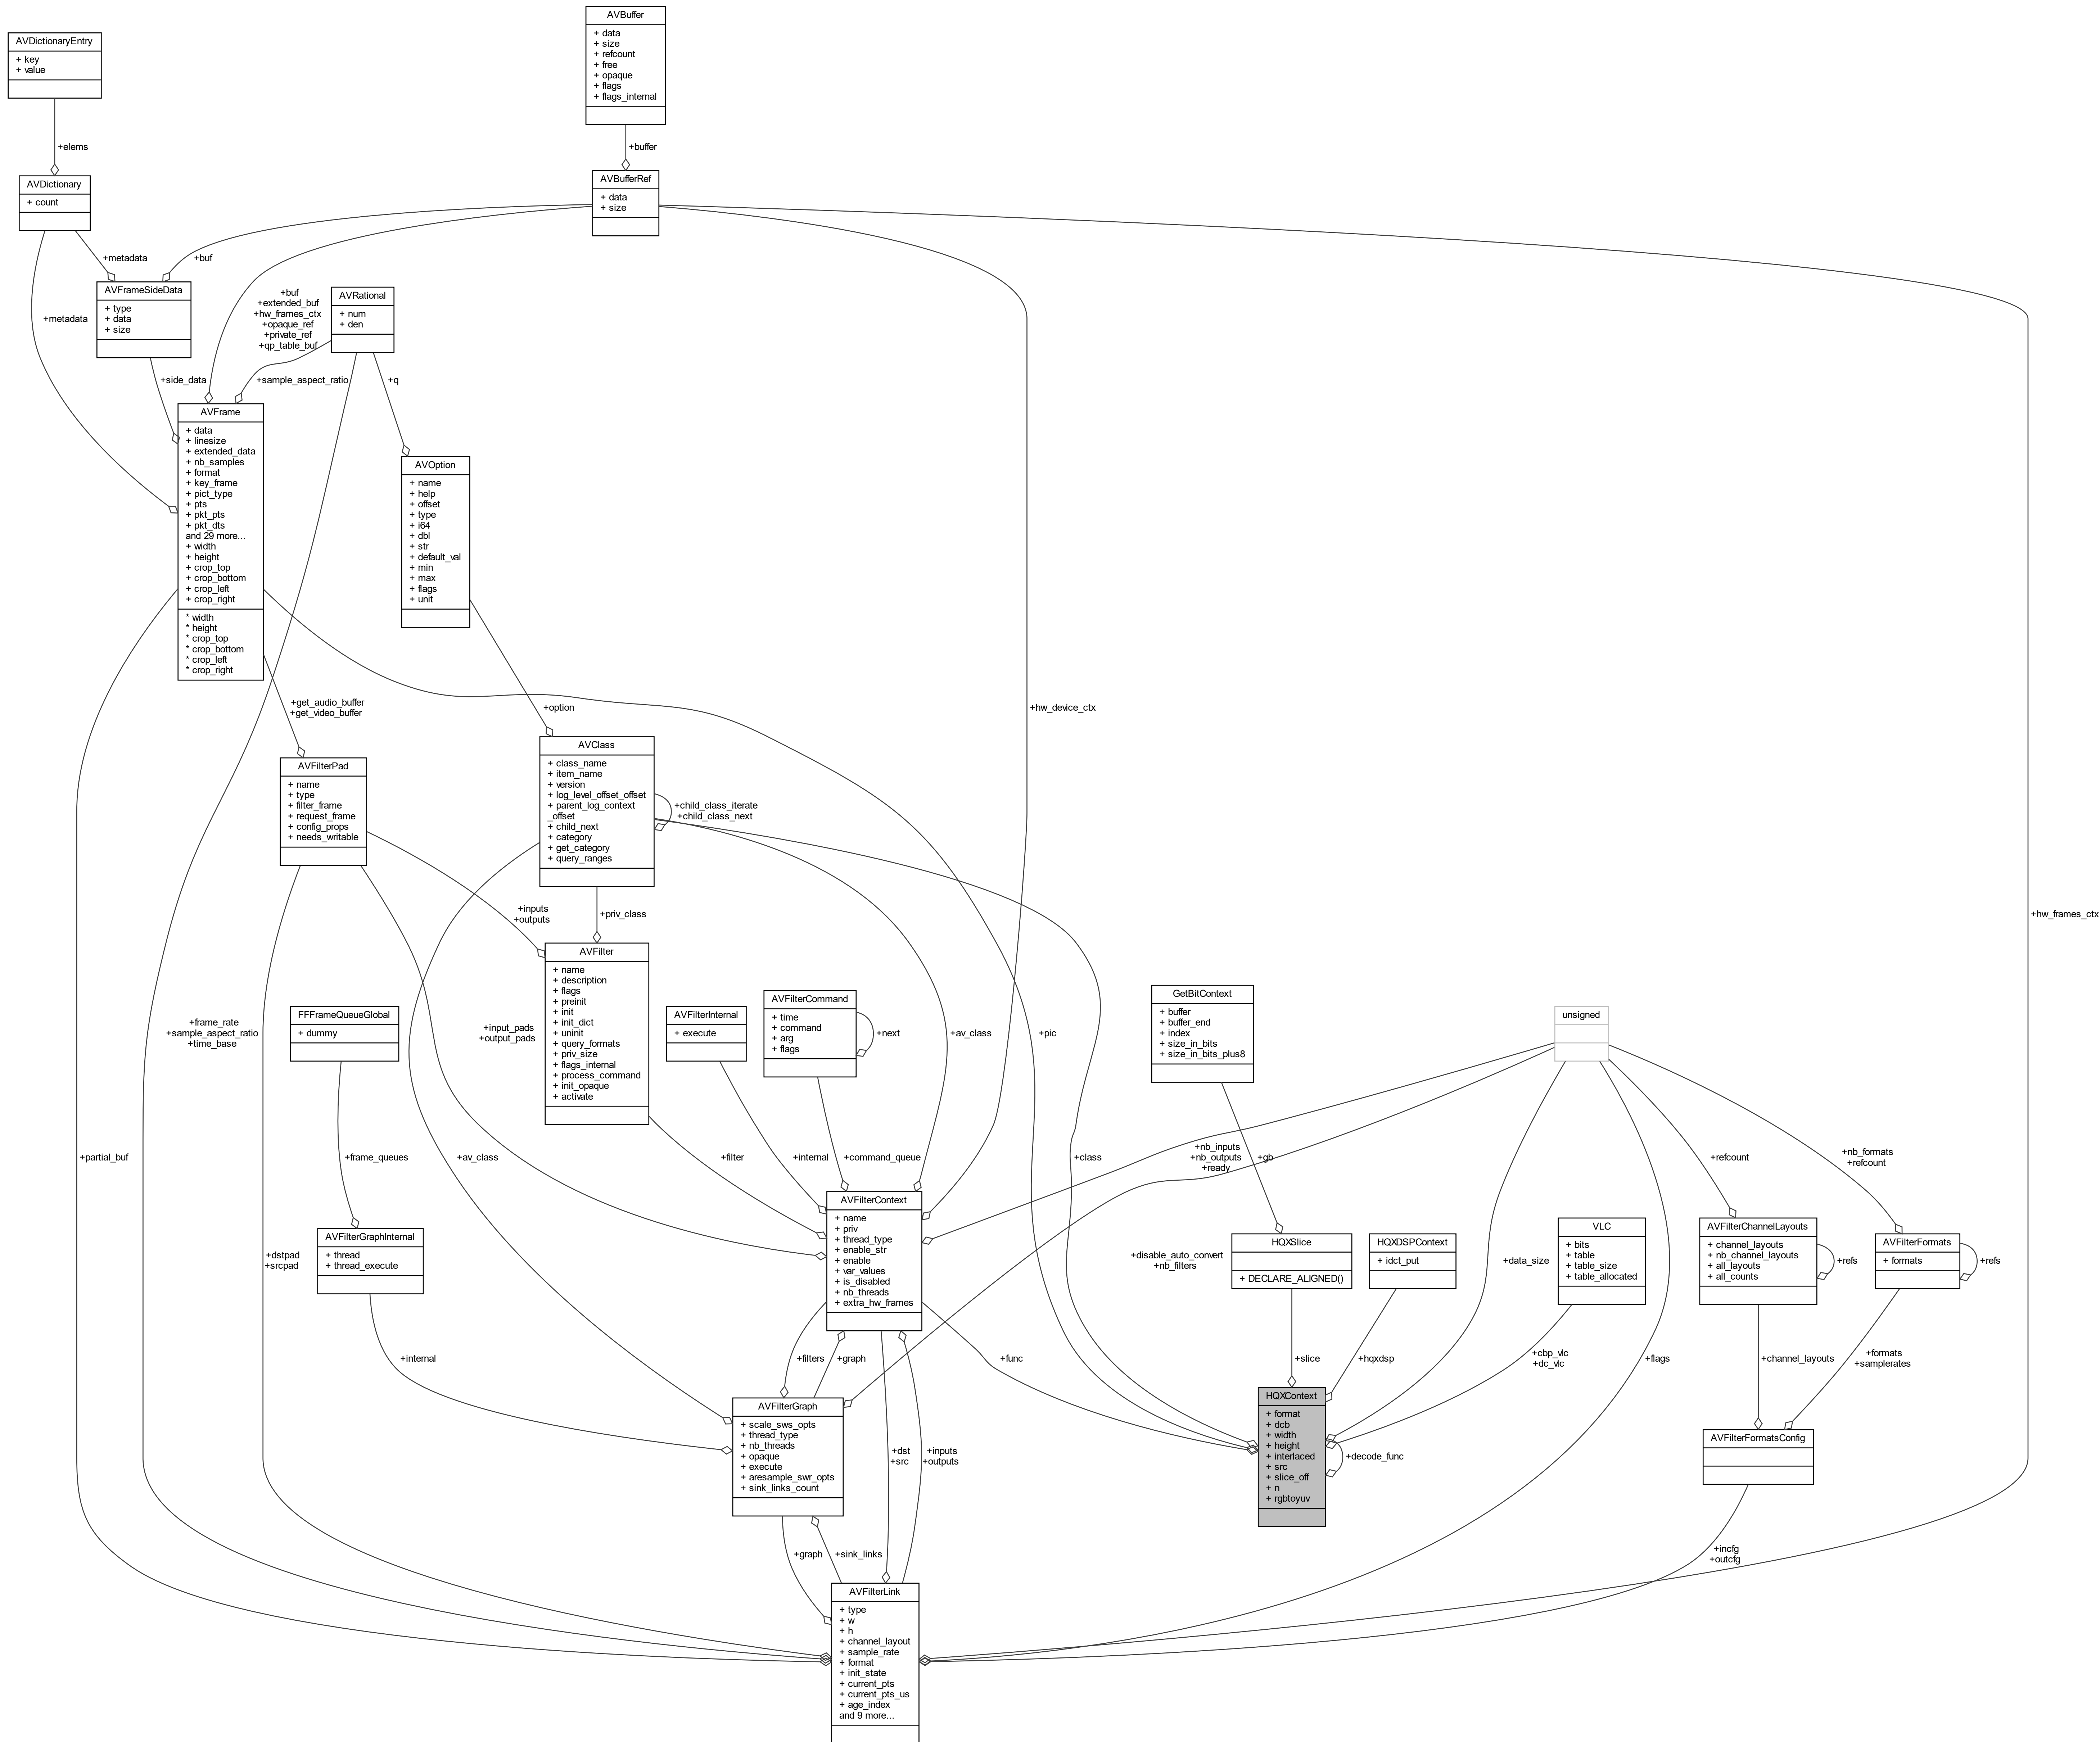 AVBuffer
+ data
+ size
+ refcount
+ free
+ opaque
+ flags
+ flags_internal
AVDictionaryEntry
+ key
+ value
+elems
+buffer
AVDictionary
+ count
AVBufferRef
+ data
+ size
+metadata
+buf
AVFrameSideData
+ type
+ data
+ size
+metadata
+buf
+extended_buf
+hw_frames_ctx
+opaque_ref
+private_ref
+qp_table_buf
AVRational
+ num
+ den
+side_data
+sample_aspect_ratio
+q
AVFrame
+ data
+ linesize
+ extended_data
+ nb_samples
+ format
+ key_frame
+ pict_type
+ pts
+ pkt_pts
+ pkt_dts
and 29 more...
+ width
+ height
+ crop_top
+ crop_bottom
+ crop_left
+ crop_right
* width
* height
* crop_top
* crop_bottom
* crop_left
* crop_right
AVOption
+ name
+ help
+ offset
+ type
+ i64
+ dbl
+ str
+ default_val
+ min
+ max
+ flags
+ unit
+get_audio_buffer
+get_video_buffer
+option
+hw_device_ctx
AVClass
+ class_name
+ item_name
+ version
+ log_level_offset_offset
+ parent_log_context
_offset
+ child_next
+ category
+ get_category
+ query_ranges
+child_class_iterate
+child_class_next
AVFilterPad
+ name
+ type
+ filter_frame
+ request_frame
+ config_props
+ needs_writable
+inputs
+outputs
+priv_class
+hw_frames_ctx
AVFilter
+ name
+ description
+ flags
+ preinit
+ init
+ init_dict
+ uninit
+ query_formats
+ priv_size
+ flags_internal
+ process_command
+ init_opaque
+ activate
+frame_rate
+sample_aspect_ratio
+time_base
FFFrameQueueGlobal
+ dummy
+input_pads
+output_pads
AVFilterInternal
+ execute
AVFilterCommand
+ time
+ command
+ arg
+ flags
+next
+av_class
+pic
GetBitContext
+ buffer
+ buffer_end
+ index
+ size_in_bits
+ size_in_bits_plus8
unsigned
+partial_buf
+frame_queues
+av_class
+filter
+internal
+command_queue
+class
+nb_inputs
+nb_outputs
+ready
+gb
+refcount
+nb_formats
+refcount
AVFilterContext
+ name
+ priv
+ thread_type
+ enable_str
+ enable
+ var_values
+ is_disabled
+ nb_threads
+ extra_hw_frames
+dstpad
+srcpad
AVFilterGraphInternal
+ thread
+ thread_execute
+disable_auto_convert
+nb_filters
HQXSlice
+ DECLARE_ALIGNED()
HQXDSPContext
+ idct_put
+data_size
VLC
+ bits
+ table
+ table_size
+ table_allocated
AVFilterChannelLayouts
+ channel_layouts
+ nb_channel_layouts
+ all_layouts
+ all_counts
+refs
AVFilterFormats
+ formats
+refs
+internal
+filters
+graph
+func
+slice
+hqxdsp
+cbp_vlc
+dc_vlc
+flags
+channel_layouts
+formats
+samplerates
AVFilterGraph
+ scale_sws_opts
+ thread_type
+ nb_threads
+ opaque
+ execute
+ aresample_swr_opts
+ sink_links_count
+dst
+src
+inputs
+outputs
HQXContext
+ format
+ dcb
+ width
+ height
+ interlaced
+ src
+ slice_off
+ n
+ rgbtoyuv
+decode_func
AVFilterFormatsConfig
+graph
+sink_links
+incfg
+outcfg
AVFilterLink
+ type
+ w
+ h
+ channel_layout
+ sample_rate
+ format
+ init_state
+ current_pts
+ current_pts_us
+ age_index
and 9 more...